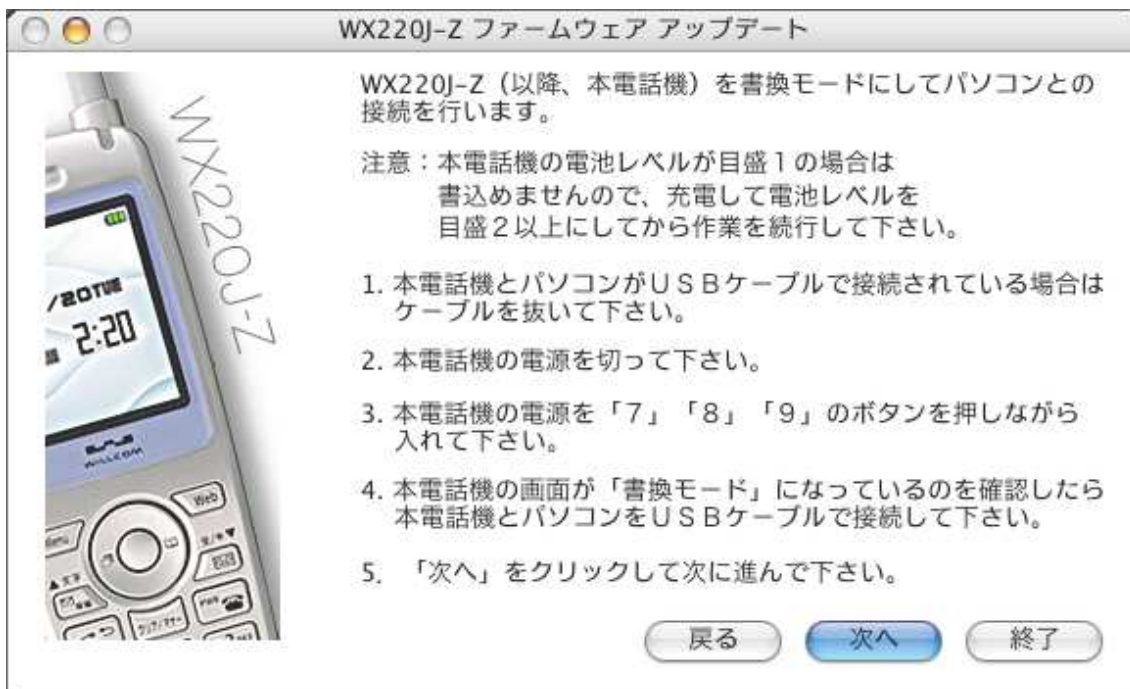 WX220J-Z ファームウェア アップデート
WX220J-Z（以降、本電話機）を書換モードにしてパソコンとの
接続を行います。
注意：本電話機の電池レベルが目盛１の場合は
書込めませんので、充電して電池レベルを
目盛２以上にしてから作業を続行して下さい。
1. 本電話機とパソコンがＵＳＢケーブルで接続されている場合は
ケーブルを抜いて下さい。
2. 本電話機の電源を切って下さい。
3. 本電話機の電源を「７」「８」「９」のボタンを押しながら
入れて下さい。
4. 本電話機の画面が「書換モード」になっているのを確認したら
本電話機とパソコンをＵＳＢケーブルで接続して下さい。
5. 「次へ」をクリックして次に進んで下さい。
戻る
次へ
終了
WX220J-Z
2:20
WILLCOM
Web
Menu
文字
クリア/マナー
PWR